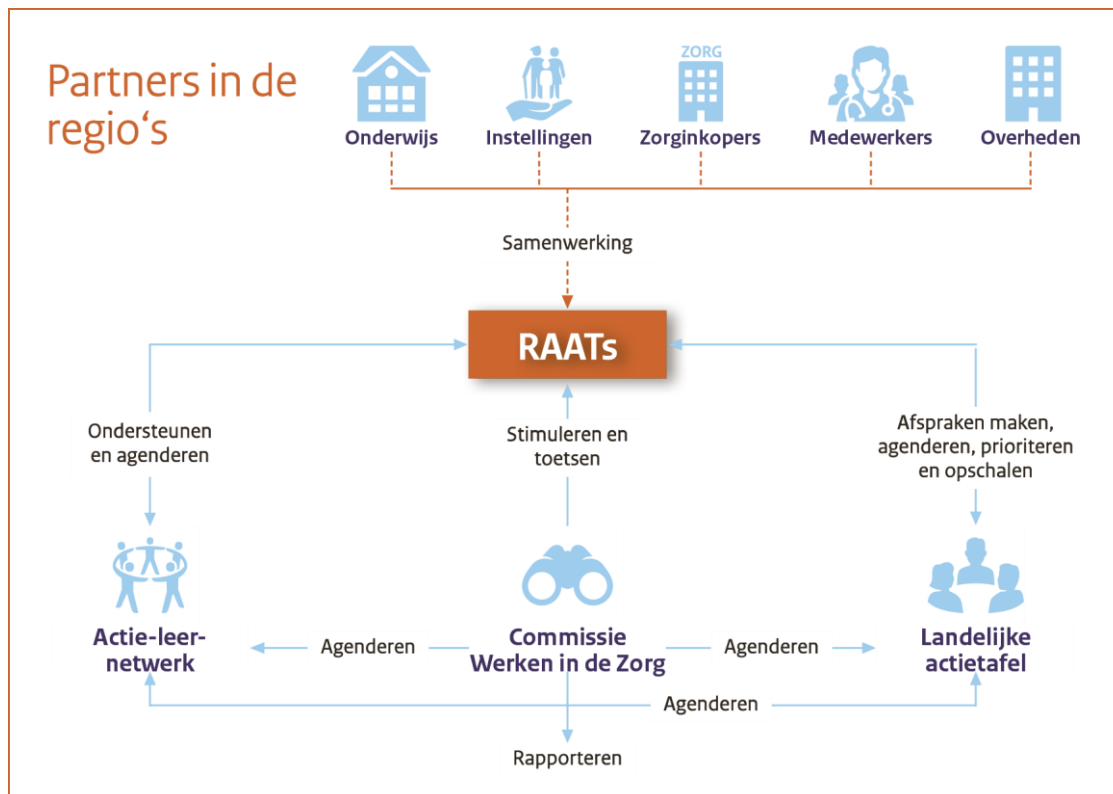 Partners in de
regio‘s
ZORG
Onderwijs
Instellingen
Zorginkopers
Medewerkers
Overheden
Samenwerking
RAATs
Ondersteunen
en agenderen
Stimuleren en
toetsen
Afspraken maken,
agenderen, prioriteren
en opschalen
Actie-leer-
netwerk
Agenderen
Commissie
Werken in de Zorg
Agenderen
Landelijke
actietafel
Agenderen
Rapporteren